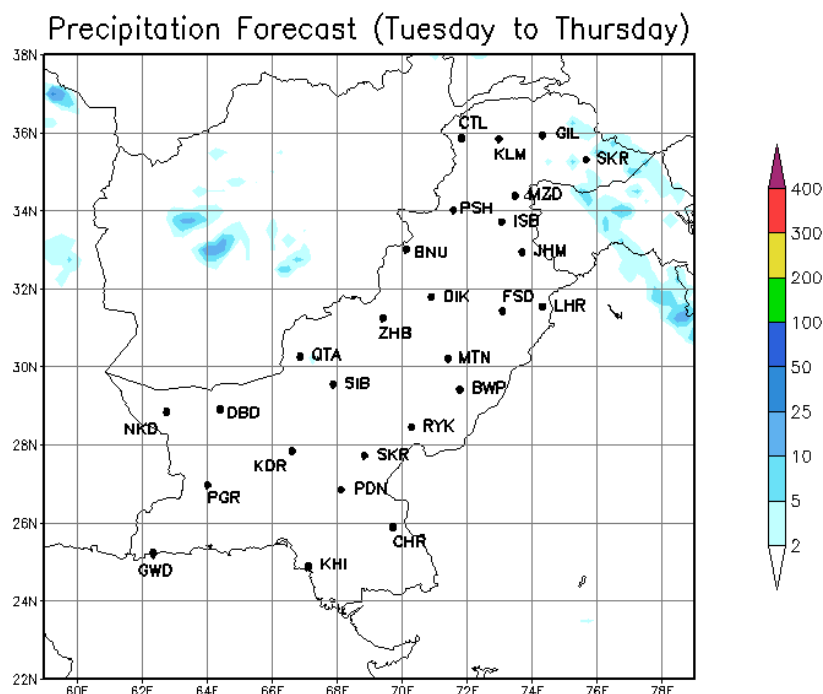 Precipitation Forecast (Tuesday to Thursday)
38N
CTL
36N
GIL
KLM
SKR
400
MZD
34N
PSH
ISB
300
BNU
JHM
200
32N
DIK
FSD
LHR
100
ZHB
50
30N
QTA
MTN
SIB
BWP
25
28N
NKD
DBD
RYK
10
KDR
SKR
PGR
PDN
5
26N
CHR
2
GWD
KHI
24N
22N
60E
62E
64E
66E
68E
70E
72E
74E
76E
78E